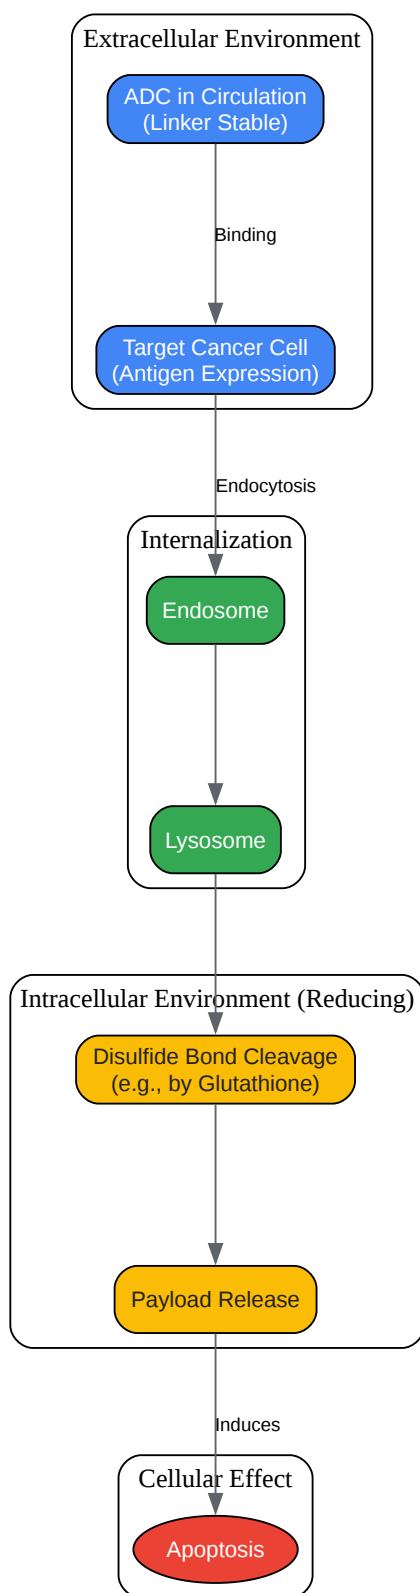 Extracellular Environment
ADC in Circulation
(Linker Stable)
Binding
Target Cancer Cell
(Antigen Expression)
Endocytosis
Internalization
Endosome
Lysosome
Intracellular Environment (Reducing)
Disulfide Bond Cleavage
(e.g., by Glutathione)
Payload Release
Induces
Cellular Effect
Apoptosis